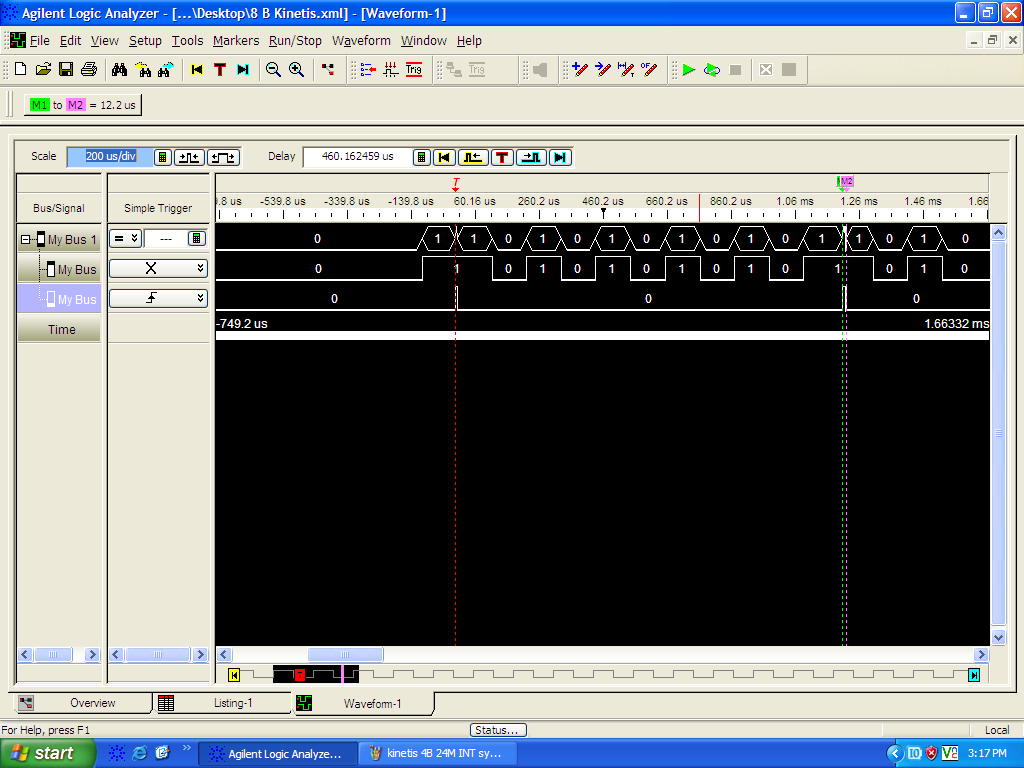 Agilent Logic Analyzer - [...\Desktop\8 B Kinetis.xml] - [Waveform-1]
File Edit View Setup Tools Markers Run/Stop Waveform Window Help
Trig Trig
M1 to M2 = 12.2 us
Scale 200 us/div Delay 460.162459 us
T M2
Bus/Signal Simple Trigger
0.8 us -539.8 us -339.8 us -139.8 us 60.16 us 260.2 us 460.2 us 660.2 us 860.2 us 1.06 ms 1.26 ms 1.46 ms 1.66
My Bus 1 = --- 0 1 1 0 1 0 1 0 1 0 1 0 1 1 0 1 0
My Bus X 0 1 0 1 0 1 0 1 0 1 0 1 0 1 0
My Bus 0 0 0
Time -749.2 us 1.66332 ms
Overview Listing-1 Waveform-1
For Help, press F1 Status... Local
start Agilent Logic Analyze... kinetis 4B 24M INT sy... 3:17 PM